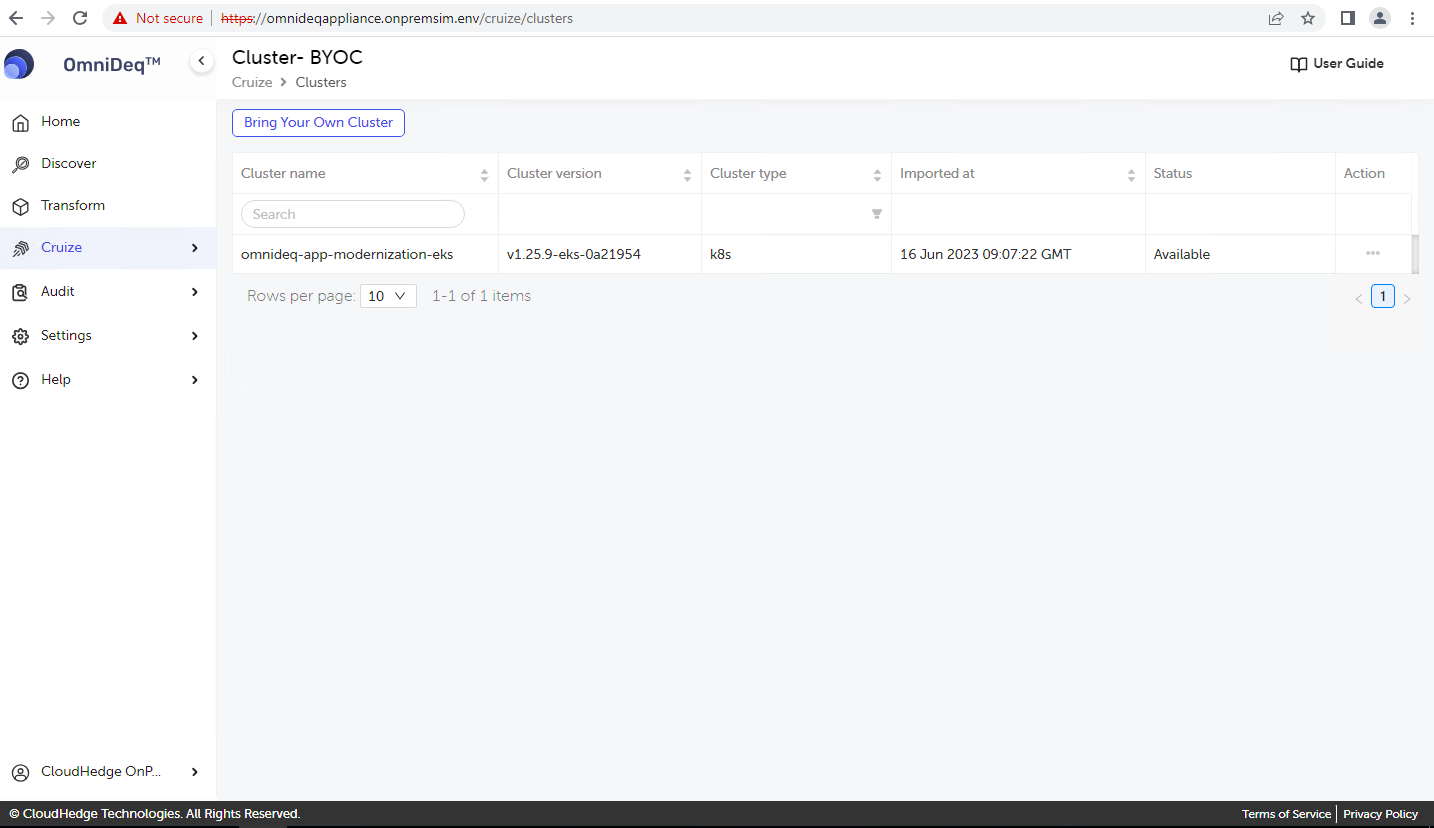 Not secure
https://omnideqappliance.onpremsim.env/cruize/clusters
OmniDeq™
Cluster- BYOC
Cruize > Clusters
User Guide
Home
Discover
Transform
Cruize
Audit
Settings
Help
CloudHedge OnP...
Bring Your Own Cluster
Cluster name Cluster version Cluster type Imported at Status Action
Search
omnideq-app-modernization-eks v1.25.9-eks-0a21954 k8s 16 Jun 2023 09:07:22 GMT Available
Rows per page: 10 1-1 of 1 items < 1 >
© CloudHedge Technologies. All Rights Reserved.
Terms of Service | Privacy Policy